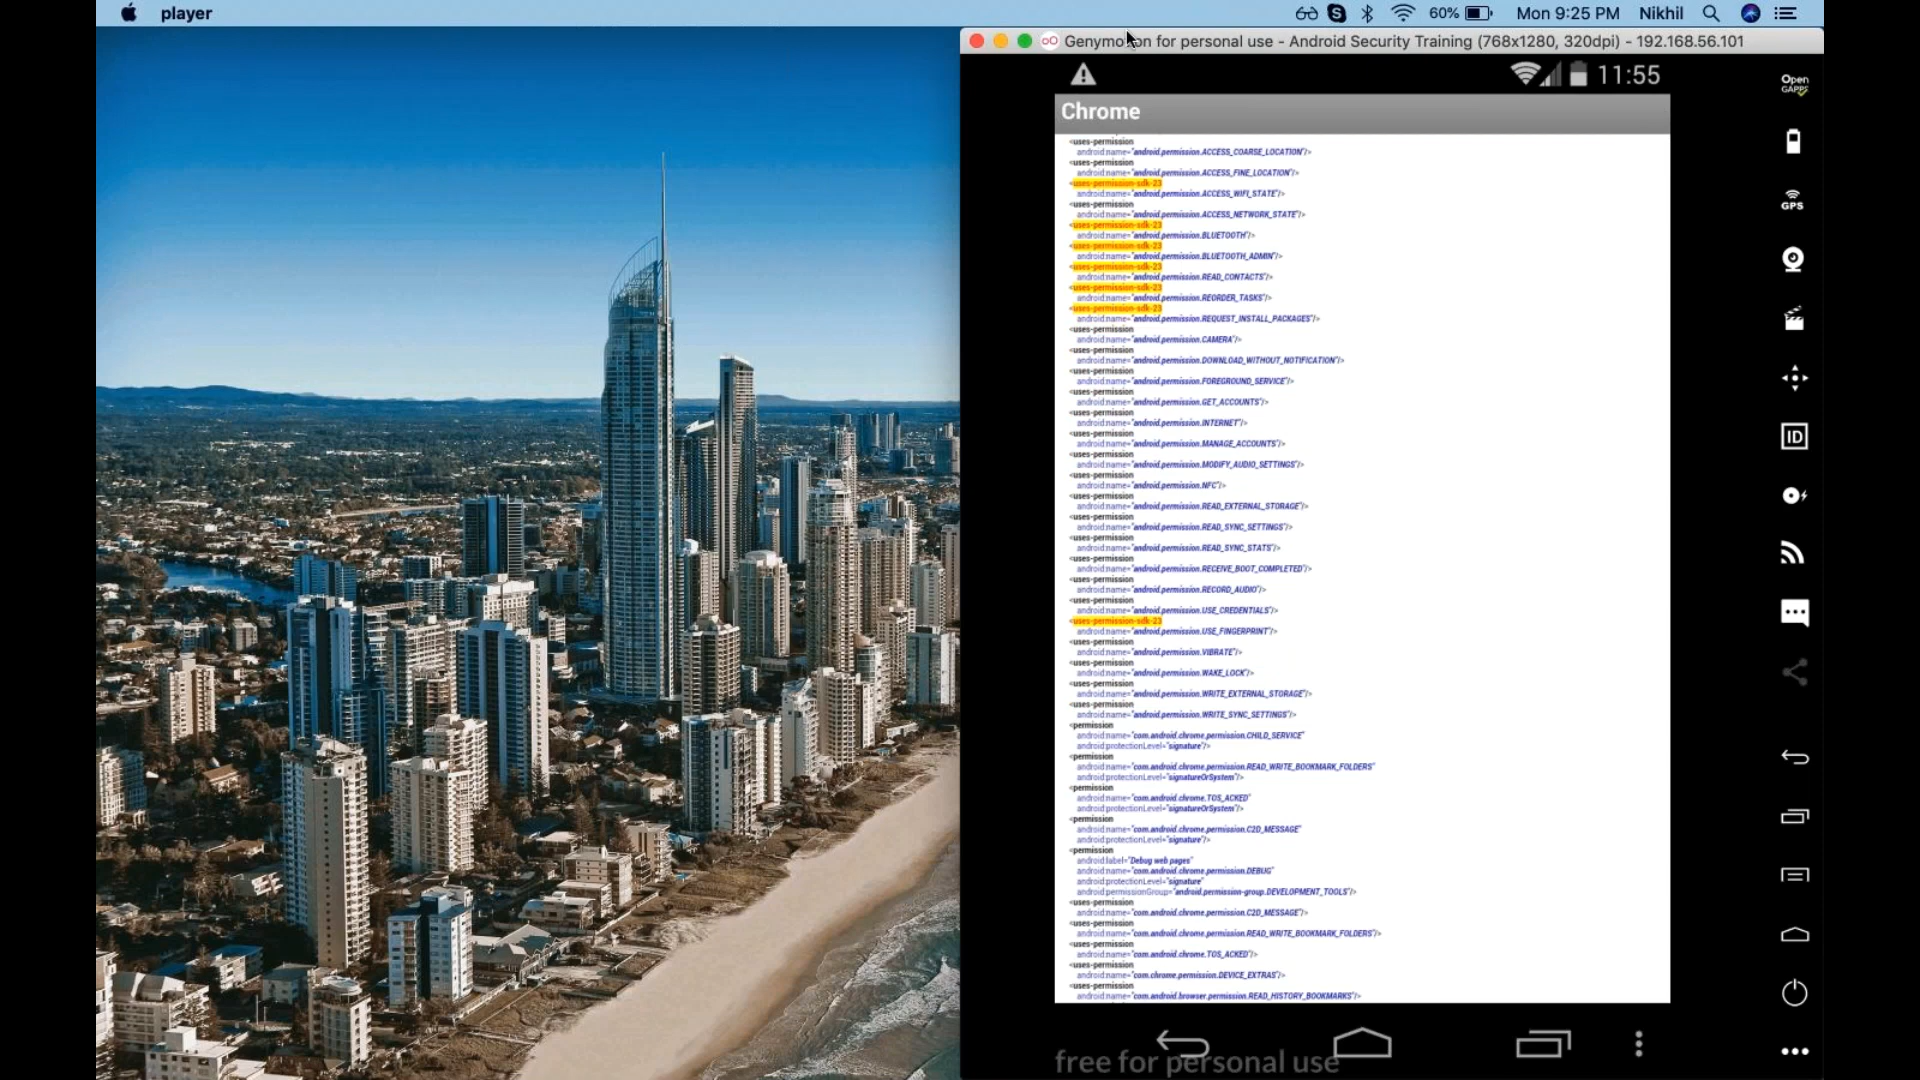 player
60%
Mon 9:25 PM
Nikhil
Genymotion for personal use - Android Security Training (768x1280, 320dpi) - 192.168.56.101
11:55
Open
GAPPS
Chrome
<uses-permission
android:name="android.permission.ACCESS_COARSE_LOCATION"/>
<uses-permission
android:name="android.permission.ACCESS_FINE_LOCATION"/>
<uses-permission-sdk-23
android:name="android.permission.ACCESS_WIFI_STATE"/>
<uses-permission
android:name="android.permission.ACCESS_NETWORK_STATE"/>
<uses-permission-sdk-23
android:name="android.permission.BLUETOOTH"/>
<uses-permission-sdk-23
android:name="android.permission.BLUETOOTH_ADMIN"/>
<uses-permission-sdk-23
android:name="android.permission.READ_CONTACTS"/>
<uses-permission-sdk-23
android:name="android.permission.REORDER_TASKS"/>
<uses-permission-sdk-23
android:name="android.permission.REQUEST_INSTALL_PACKAGES"/>
<uses-permission
android:name="android.permission.CAMERA"/>
<uses-permission
android:name="android.permission.DOWNLOAD_WITHOUT_NOTIFICATION"/>
<uses-permission
android:name="android.permission.FOREGROUND_SERVICE"/>
<uses-permission
android:name="android.permission.GET_ACCOUNTS"/>
<uses-permission
android:name="android.permission.INTERNET"/>
<uses-permission
android:name="android.permission.MANAGE_ACCOUNTS"/>
<uses-permission
android:name="android.permission.MODIFY_AUDIO_SETTINGS"/>
<uses-permission
android:name="android.permission.NFC"/>
<uses-permission
android:name="android.permission.READ_EXTERNAL_STORAGE"/>
<uses-permission
android:name="android.permission.READ_SYNC_SETTINGS"/>
<uses-permission
android:name="android.permission.READ_SYNC_STATS"/>
<uses-permission
android:name="android.permission.RECEIVE_BOOT_COMPLETED"/>
<uses-permission
android:name="android.permission.RECORD_AUDIO"/>
<uses-permission
android:name="android.permission.USE_CREDENTIALS"/>
<uses-permission-sdk-23
android:name="android.permission.USE_FINGERPRINT"/>
<uses-permission
android:name="android.permission.VIBRATE"/>
<uses-permission
android:name="android.permission.WAKE_LOCK"/>
<uses-permission
android:name="android.permission.WRITE_EXTERNAL_STORAGE"/>
<uses-permission
android:name="android.permission.WRITE_SYNC_SETTINGS"/>
<permission
android:name="com.android.chrome.permission.CHILD_SERVICE"
android:protectionLevel="signature"/>
<permission
android:name="com.android.chrome.permission.READ_WRITE_BOOKMARK_FOLDERS"
android:protectionLevel="signatureOrSystem"/>
<permission
android:name="com.android.chrome.TOS_ACKED"
android:protectionLevel="signatureOrSystem"/>
<permission
android:name="com.android.chrome.permission.C2D_MESSAGE"
android:protectionLevel="signature"/>
<permission
android:label="Debug web pages"
android:name="com.android.chrome.permission.DEBUG"
android:protectionLevel="signature"
android:permissionGroup="android.permission-group.DEVELOPMENT_TOOLS"/>
<uses-permission
android:name="com.android.chrome.permission.C2D_MESSAGE"/>
<uses-permission
android:name="com.android.chrome.permission.READ_WRITE_BOOKMARK_FOLDERS"/>
<uses-permission
android:name="com.android.chrome.TOS_ACKED"/>
<uses-permission
android:name="com.chrome.permission.DEVICE_EXTRAS"/>
<uses-permission
android:name="com.android.browser.permission.READ_HISTORY_BOOKMARKS"/>
GPS
ID
free for personal use